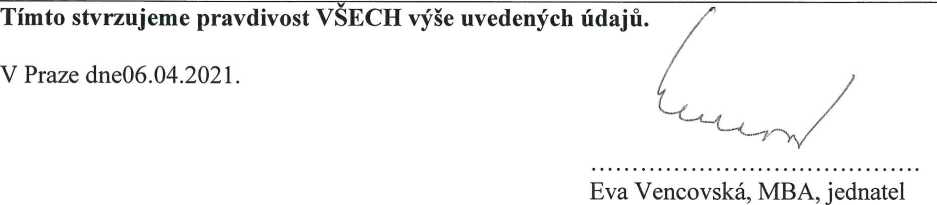 Tímto stvrzujeme pravdivost VŠECH výše uvedených údajů.
V Praze dne06.04.2021.
Eva Vencovská, MBA, jednatel